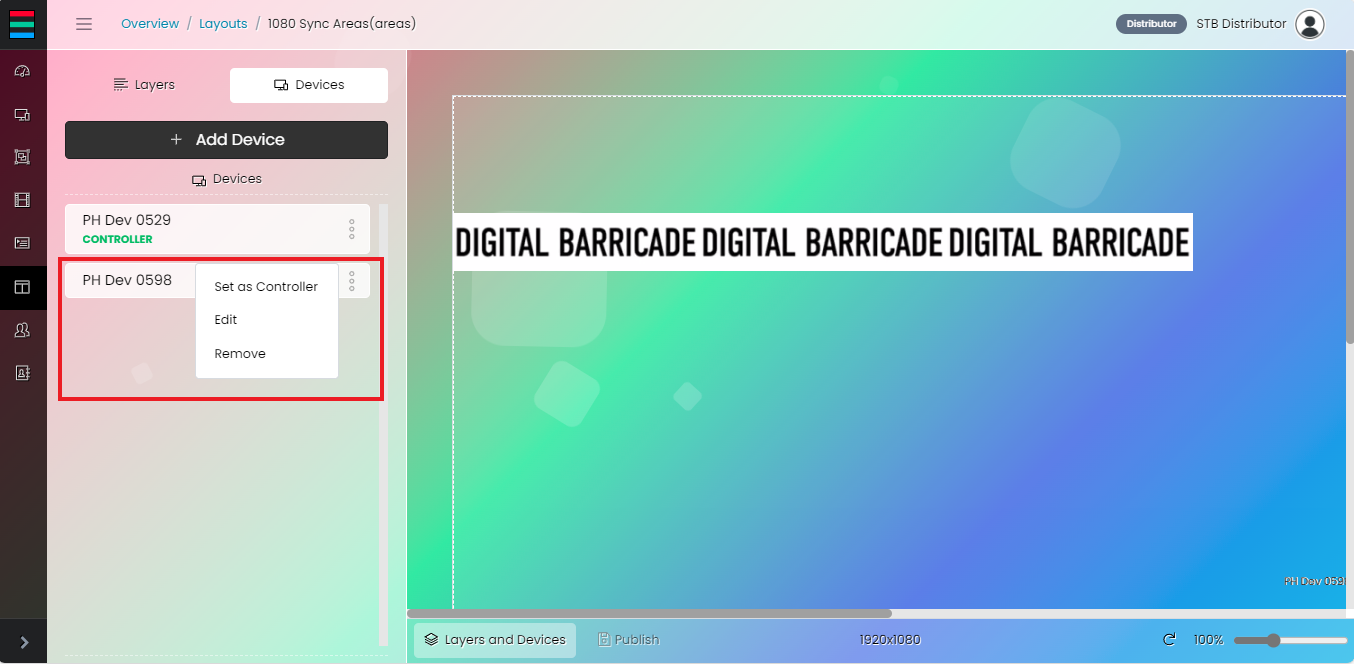 Overview / Layouts / 1080 Sync Areas(areas)
Distributor STB Distributor
Layers
Devices
+ Add Device
Devices
PH Dev 0529
CONTROLLER
PH Dev 0598
Set as Controller
Edit
Remove
DIGITAL BARRICADE DIGITAL BARRICADE DIGITAL BARRICADE
PH Dev 059
Layers and Devices
Publish
1920x1080
100%